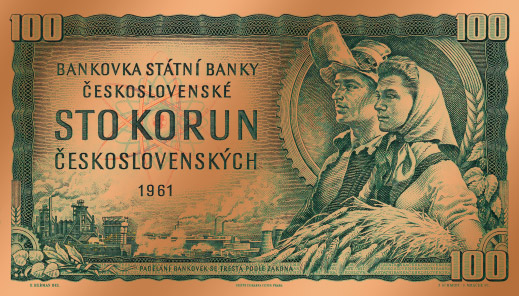 100 100
BANKOVKA STÁTNÍ BANKY
ČESKOSLOVENSKÉ
STO KORUN
ČESKOSLOVENSKÝCH
1961
100
PADĚLÁNÍ BANKOVEK SE TRESTÁ PODLE ZÁKONA